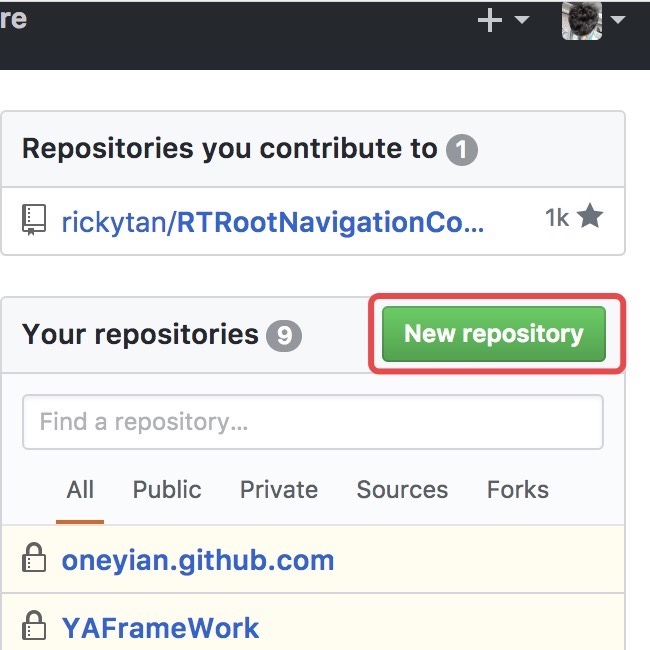 re
Repositories you contribute to 1
rickytan/RTRootNavigationCo... 1k
Your repositories 9 New repository
Find a repository...
All Public Private Sources Forks
oneyian.github.com
YAFrameWork